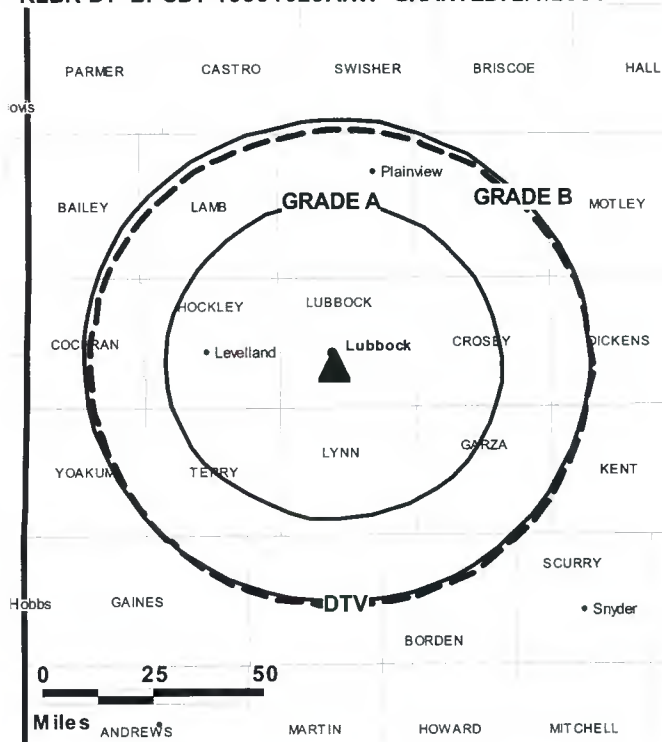 PARMER CASTRO SWISHER BRISCOE HALL
ovis
Plainview
GRADE A GRADE B
BAILEY LAMB MOTLEY
HOCKLEY LUBBOCK
COCHRAN Levelland Lubbock CROSBY DICKENS
LYNN GARZA
YOAKUM TERRY KENT
SCURRY
Hobbs GAINES DTV Snyder
BORDEN
0 25 50
Miles ANDREWS MARTIN HOWARD MITCHELL